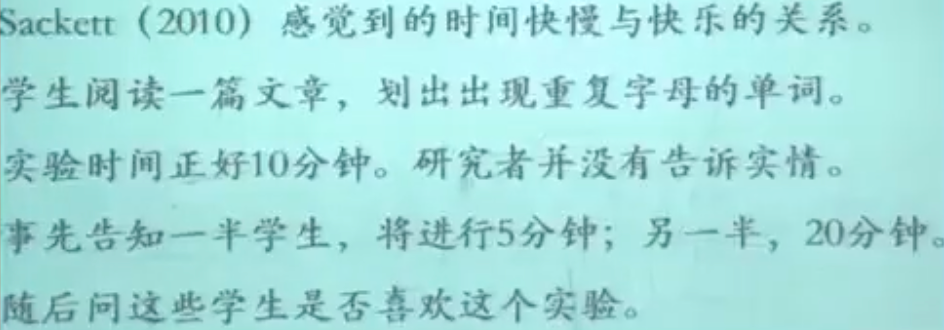 Sackett（2010）感觉到的时间快慢与快乐的关系。
学生阅读一篇文章，划出出现重复字母的单词。
实验时间正好10分钟。研究者并没有告诉实情。
事先告知一半学生，将进行5分钟；另一半，20分钟。
随后问这些学生是否喜欢这个实验。